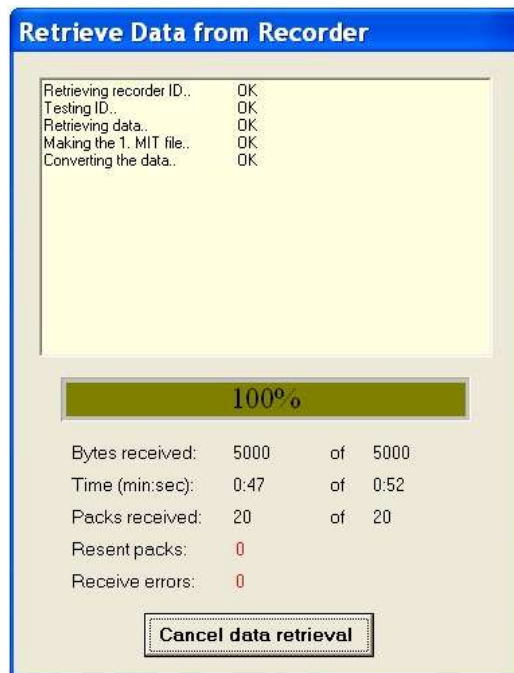 Retrieve Data from Recorder
Retrieving recorder ID.. OK
Testing ID.. OK
Retrieving data.. OK
Making the 1. MIT file.. OK
Converting the data.. OK
100%
Bytes received: 5000 of 5000
Time (min:sec): 0:47 of 0:52
Packs received: 20 of 20
Resent packs: 0
Receive errors: 0
Cancel data retrieval